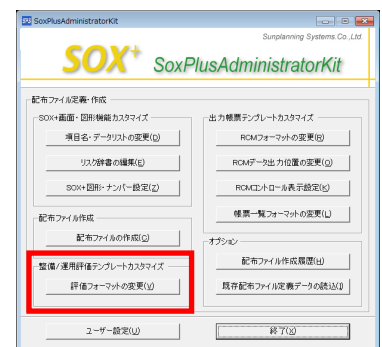 SoxPlusAdministratorKit
Sunplanning Systems.Co.,Ltd.
SOX+ SoxPlusAdministratorKit
配布ファイル定義・作成
SOX+画面・図形機能カスタマイズ
項目名・データリストの変更(D)
リスク辞書の編集(E)
SOX+図形・ナンバー設定(Z)
配布ファイル作成
配布ファイルの作成(C)
整備/運用評価テンプレートカスタマイズ
評価フォーマットの変更(V)
出力帳票テンプレートカスタマイズ
RCMフォーマットの変更(R)
RCMデータ出力位置の変更(O)
RCMコントロール表示設定(K)
帳票一覧フォーマットの変更(L)
オプション
配布ファイル作成履歴(H)
既存配布ファイル定義データの読込(I)
ユーザー設定(U)
終了(X)